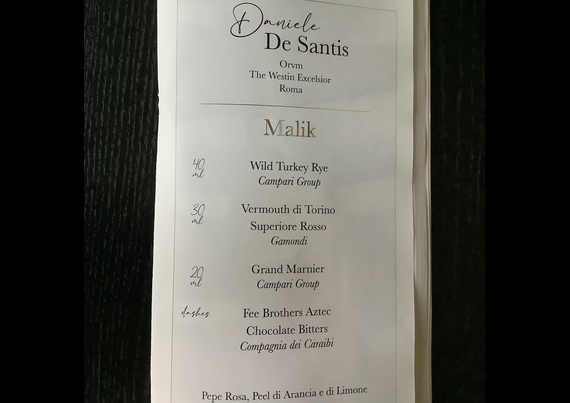 Daniele
De Santis
Orvm
The Westin Excelsior
Roma
Malik
40 ml
Wild Turkey Rye
Campari Group
30 ml
Vermouth di Torino
Superiore Rosso
Gamondi
20 ml
Grand Marnier
Campari Group
dashes
Fee Brothers Aztec
Chocolate Bitters
Compagnia dei Caraibi
Pepe Rosa, Peel di Arancia e di Limone